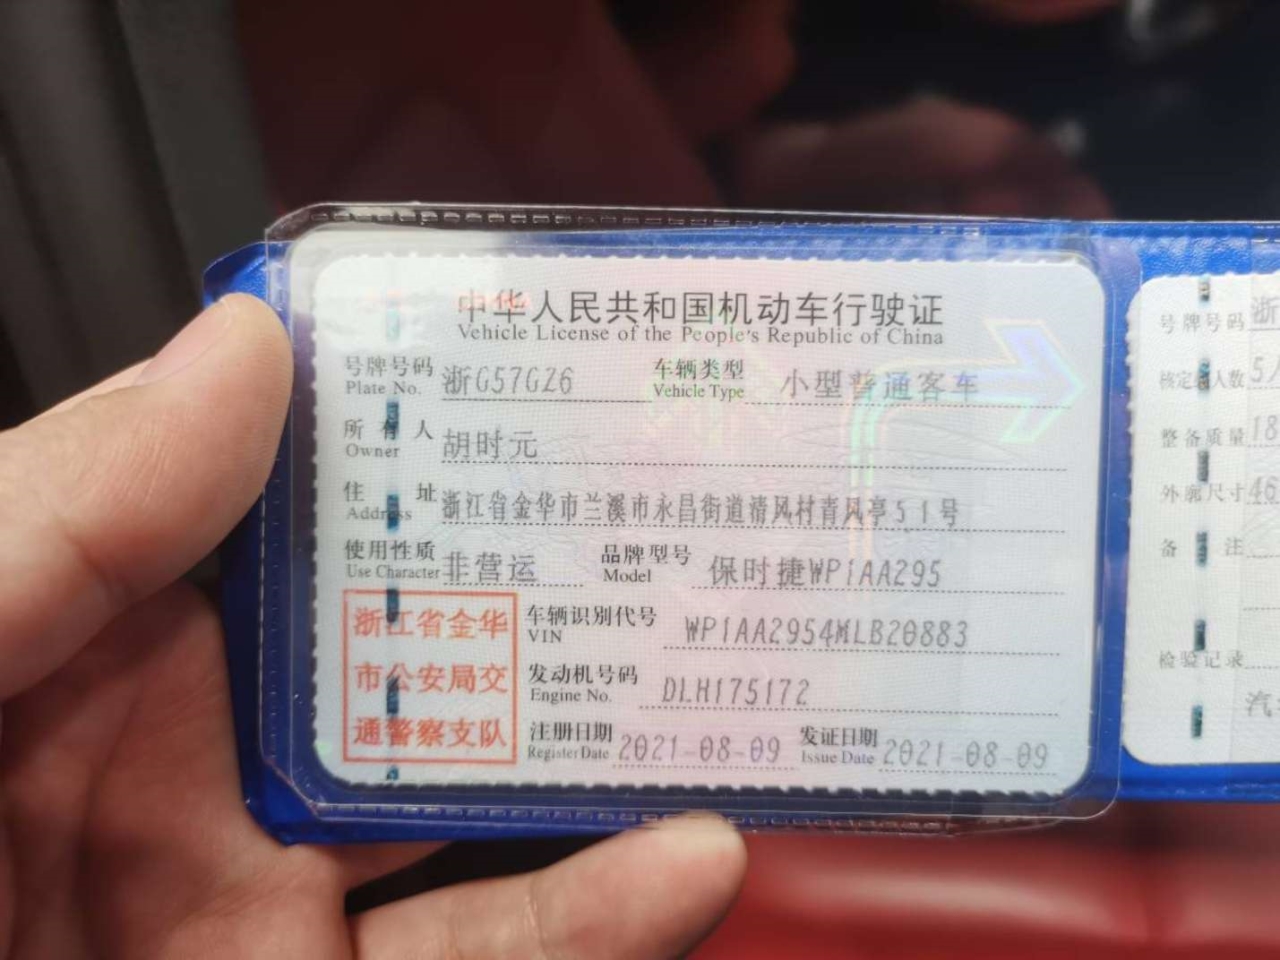 中华人民共和国机动车行驶证
Vehicle License of the People's Republic of China
号牌号码 浙G57G26 车辆类型 小型普通客车
Plate No. Vehicle Type
所有人 胡时元
Owner
住址 浙江省金华市兰溪市永昌街道清风村青风亭51号
Address
使用性质 非营运 品牌型号 保时捷WP1AA295
Use Character Model
浙江省金华
市公安局交
通警察支队
车辆识别代号 WP1AA2954MLB20883
VIN
发动机号码 DLH175172
Engine No.
注册日期 2021-08-09 发证日期 2021-08-09
Register Date Issue Date
号牌号码 浙
核定人数 5
整备质量 18
外廓尺寸 46
备注
检验记录
汽